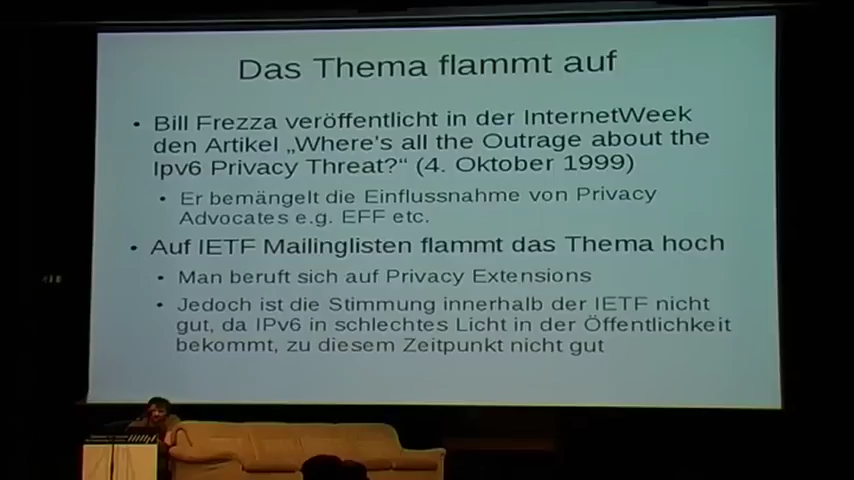 Das Thema flammt auf
• Bill Frezza veröffentlicht in der InternetWeek
den Artikel „Where's all the Outrage about the
Ipv6 Privacy Threat?“ (4. Oktober 1999)
• Er bemängelt die Einflussnahme von Privacy
Advocates e.g. EFF etc.
• Auf IETF Mailinglisten flammt das Thema hoch
• Man beruft sich auf Privacy Extensions
• Jedoch ist die Stimmung innerhalb der IETF nicht
gut, da IPv6 in schlechtes Licht in der Öffentlichkeit
bekommt, zu diesem Zeitpunkt nicht gut